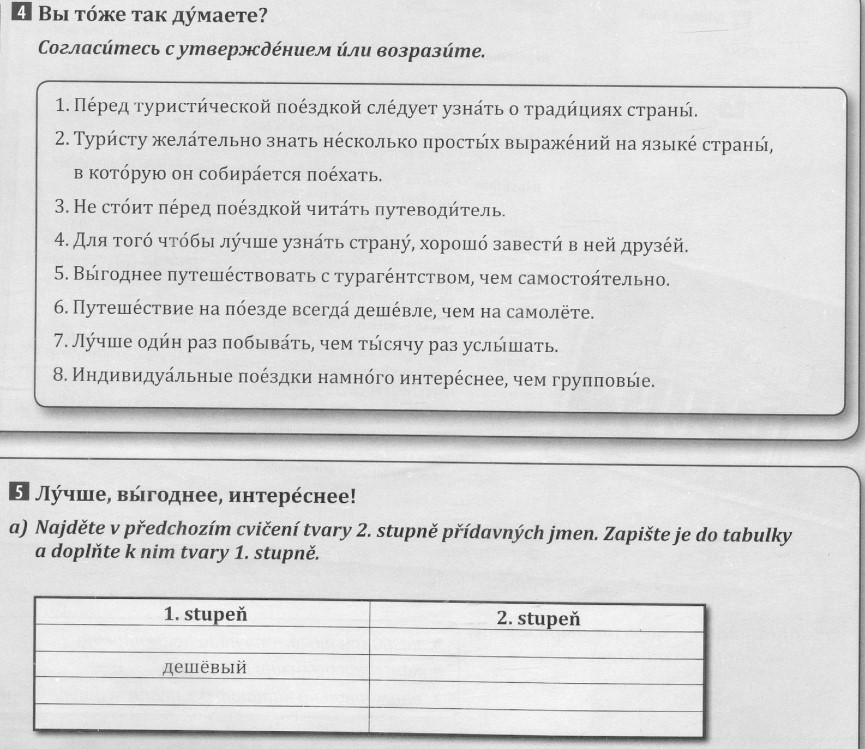 4 Вы то́же так ду́маете?
Согласи́тесь с утвержде́нием и́ли возрази́те.
1. Пе́ред туристи́ческой пое́здкой сле́дует узна́ть о тради́циях страны́.
2. Тури́сту жела́тельно знать не́сколько просты́х выраже́ний на языке́ страны́,
в кото́рую он собира́ется пое́хать.
3. Не сто́ит пе́ред пое́здкой чита́ть путеводи́тель.
4. Для того́ что́бы лу́чше узна́ть страну́, хорошо́ завести́ в ней друзе́й.
5. Вы́годнее путеше́ствовать с тураге́нтством, чем самостоя́тельно.
6. Путеше́ствие на по́езде всегда́ деше́вле, чем на самолёте.
7. Лу́чше оди́н раз побыва́ть, чем ты́сячу раз услы́шать.
8. Индивидуа́льные пое́здки намно́го интере́снее, чем групповы́е.
5 Лу́чше, вы́годнее, интере́снее!
a) Najděte v předchozím cvičení tvary 2. stupně přídavných jmen. Zapište je do tabulky
a doplňte k nim tvary 1. stupně.
1. stupeň 2. stupeň
дешёвый